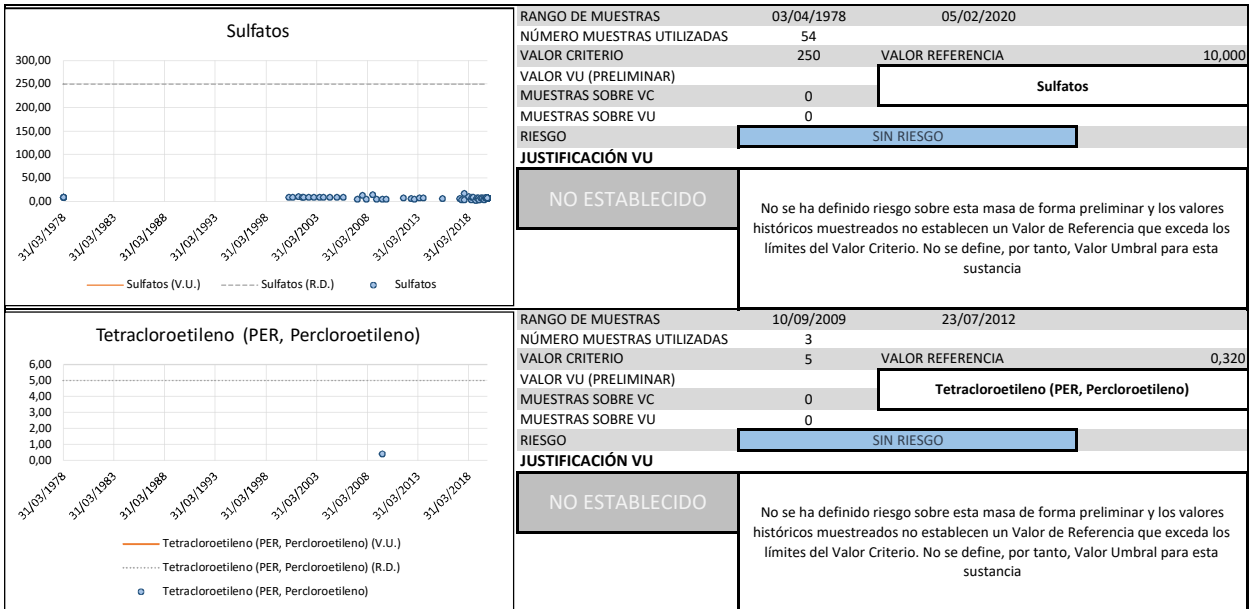 Sulfatos
300,00
250,00
200,00
150,00
100,00
50,00
0,00
31/03/1978
31/03/1983
31/03/1988
31/03/1993
31/03/1998
31/03/2003
31/03/2008
31/03/2013
31/03/2018
Sulfatos (V.U.) Sulfatos (R.D.) Sulfatos
RANGO DE MUESTRAS 03/04/1978 05/02/2020
NÚMERO MUESTRAS UTILIZADAS 54
VALOR CRITERIO 250 VALOR REFERENCIA 10,000
VALOR VU (PRELIMINAR)
Sulfatos
MUESTRAS SOBRE VC 0
MUESTRAS SOBRE VU 0
RIESGO SIN RIESGO
JUSTIFICACIÓN VU
NO ESTABLECIDO
No se ha definido riesgo sobre esta masa de forma preliminar y los valores
históricos muestreados no establecen un Valor de Referencia que exceda los
límites del Valor Criterio. No se define, por tanto, Valor Umbral para esta
sustancia
Tetracloroetileno (PER, Percloroetileno)
6,00
5,00
4,00
3,00
2,00
1,00
0,00
31/03/1978
31/03/1983
31/03/1988
31/03/1993
31/03/1998
31/03/2003
31/03/2008
31/03/2013
31/03/2018
Tetracloroetileno (PER, Percloroetileno) (V.U.)
Tetracloroetileno (PER, Percloroetileno) (R.D.)
Tetracloroetileno (PER, Percloroetileno)
RANGO DE MUESTRAS 10/09/2009 23/07/2012
NÚMERO MUESTRAS UTILIZADAS 3
VALOR CRITERIO 5 VALOR REFERENCIA 0,320
VALOR VU (PRELIMINAR)
Tetracloroetileno (PER, Percloroetileno)
MUESTRAS SOBRE VC 0
MUESTRAS SOBRE VU 0
RIESGO SIN RIESGO
JUSTIFICACIÓN VU
NO ESTABLECIDO
No se ha definido riesgo sobre esta masa de forma preliminar y los valores
históricos muestreados no establecen un Valor de Referencia que exceda los
límites del Valor Criterio. No se define, por tanto, Valor Umbral para esta
sustancia